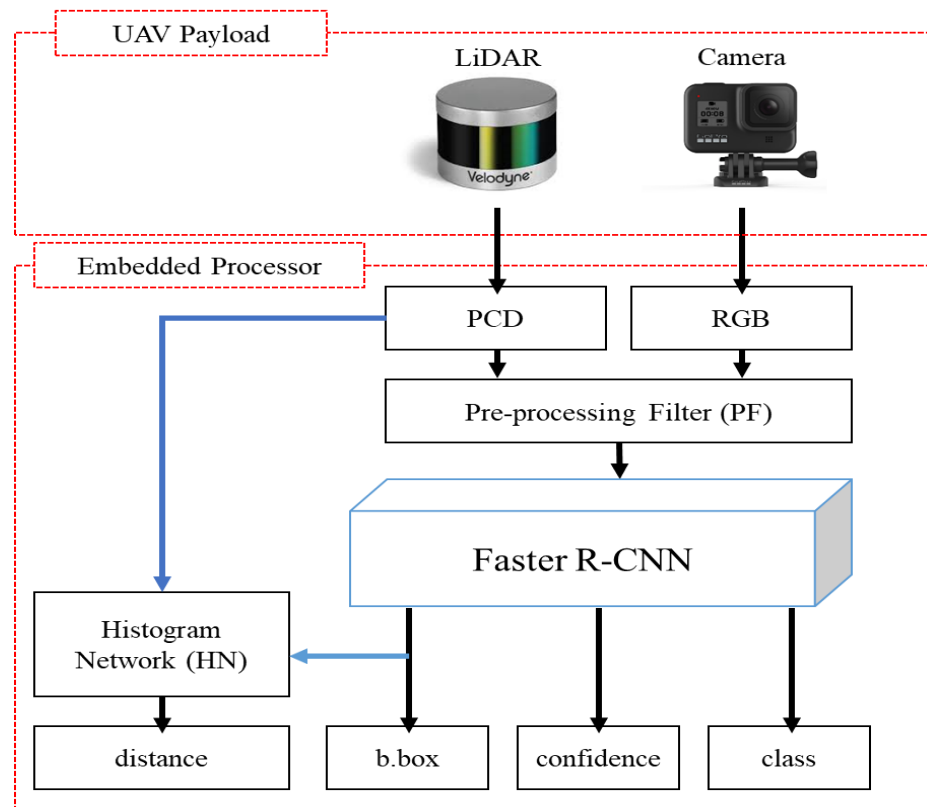 UAV Payload
LiDAR
Camera
Velodyne
Embedded Processor
PCD
RGB
Pre-processing Filter (PF)
Faster R-CNN
Histogram
Network (HN)
distance
b.box
confidence
class